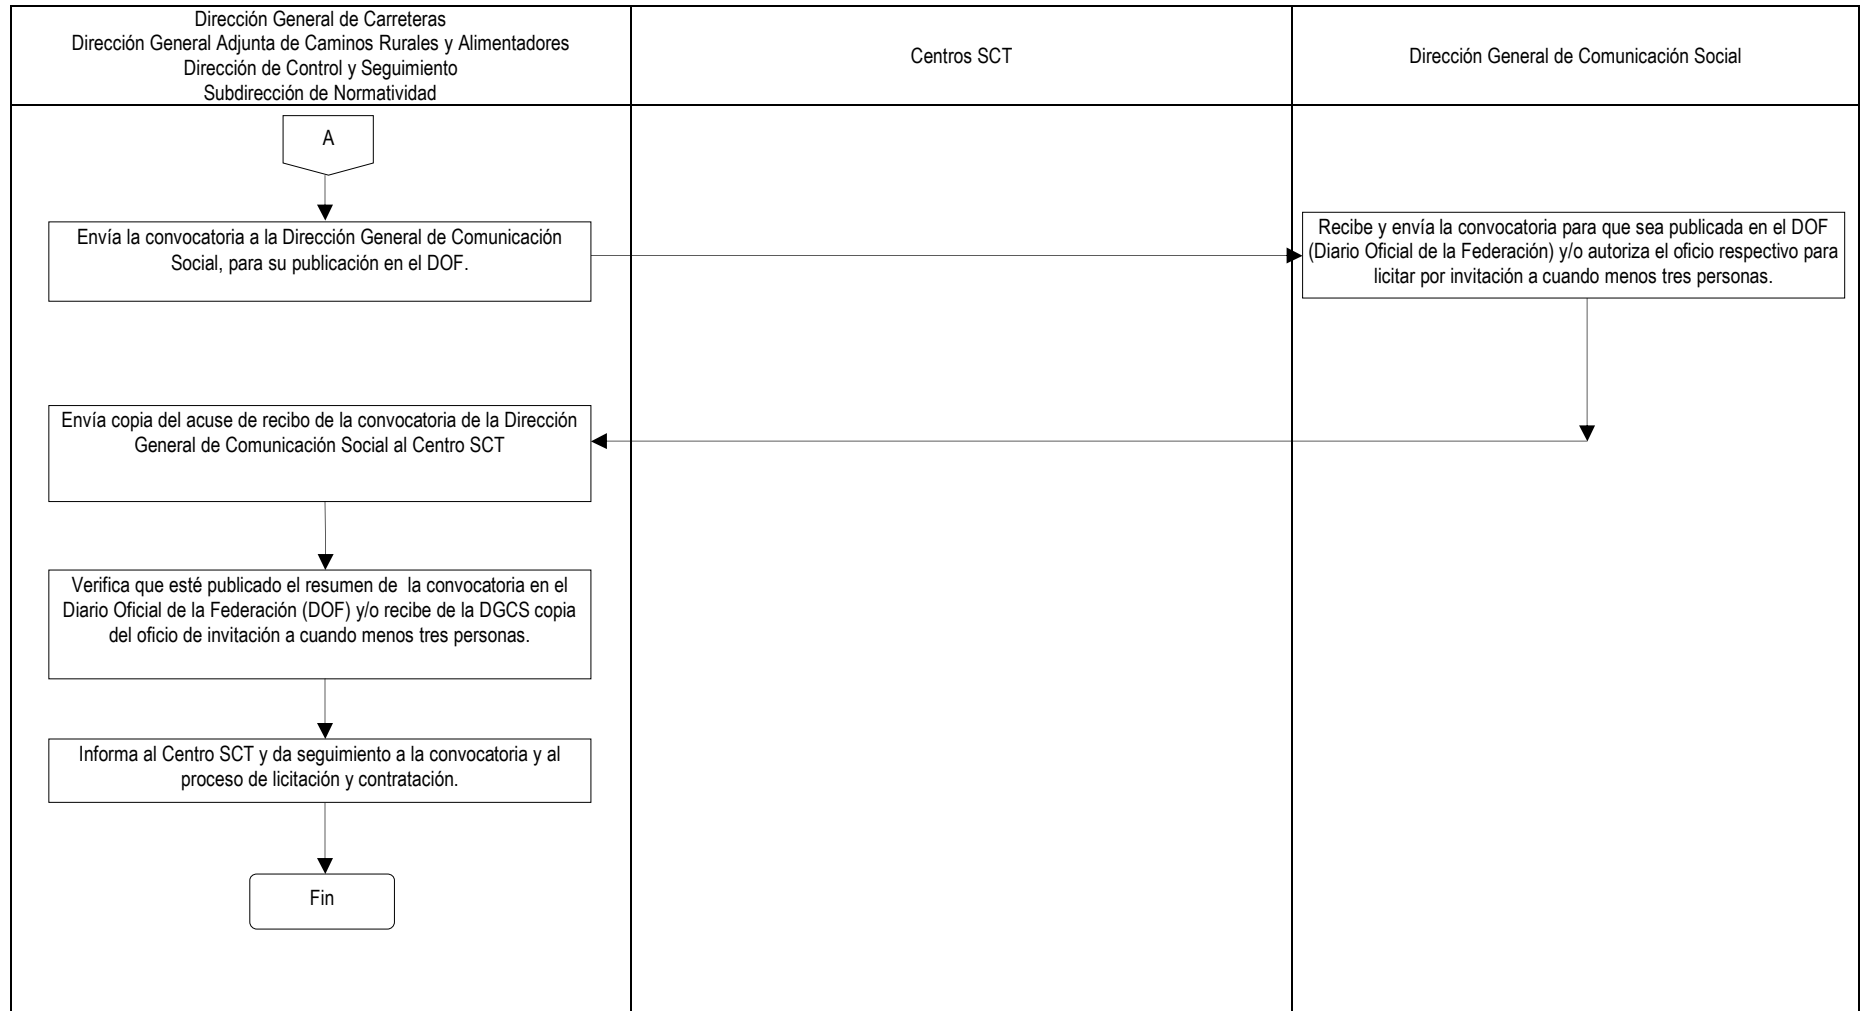 Dirección General de Carreteras
Dirección General Adjunta de Caminos Rurales y Alimentadores
Dirección de Control y Seguimiento
Subdirección de Normatividad
Centros SCT
Dirección General de Comunicación Social
A
Envía la convocatoria a la Dirección General de Comunicación
Social, para su publicación en el DOF.
Recibe y envía la convocatoria para que sea publicada en el DOF
(Diario Oficial de la Federación) y/o autoriza el oficio respectivo para
licitar por invitación a cuando menos tres personas.
Envía copia del acuse de recibo de la convocatoria de la Dirección
General de Comunicación Social al Centro SCT
Verifica que esté publicado el resumen de la convocatoria en el
Diario Oficial de la Federación (DOF) y/o recibe de la DGCS copia
del oficio de invitación a cuando menos tres personas.
Informa al Centro SCT y da seguimiento a la convocatoria y al
proceso de licitación y contratación.
Fin